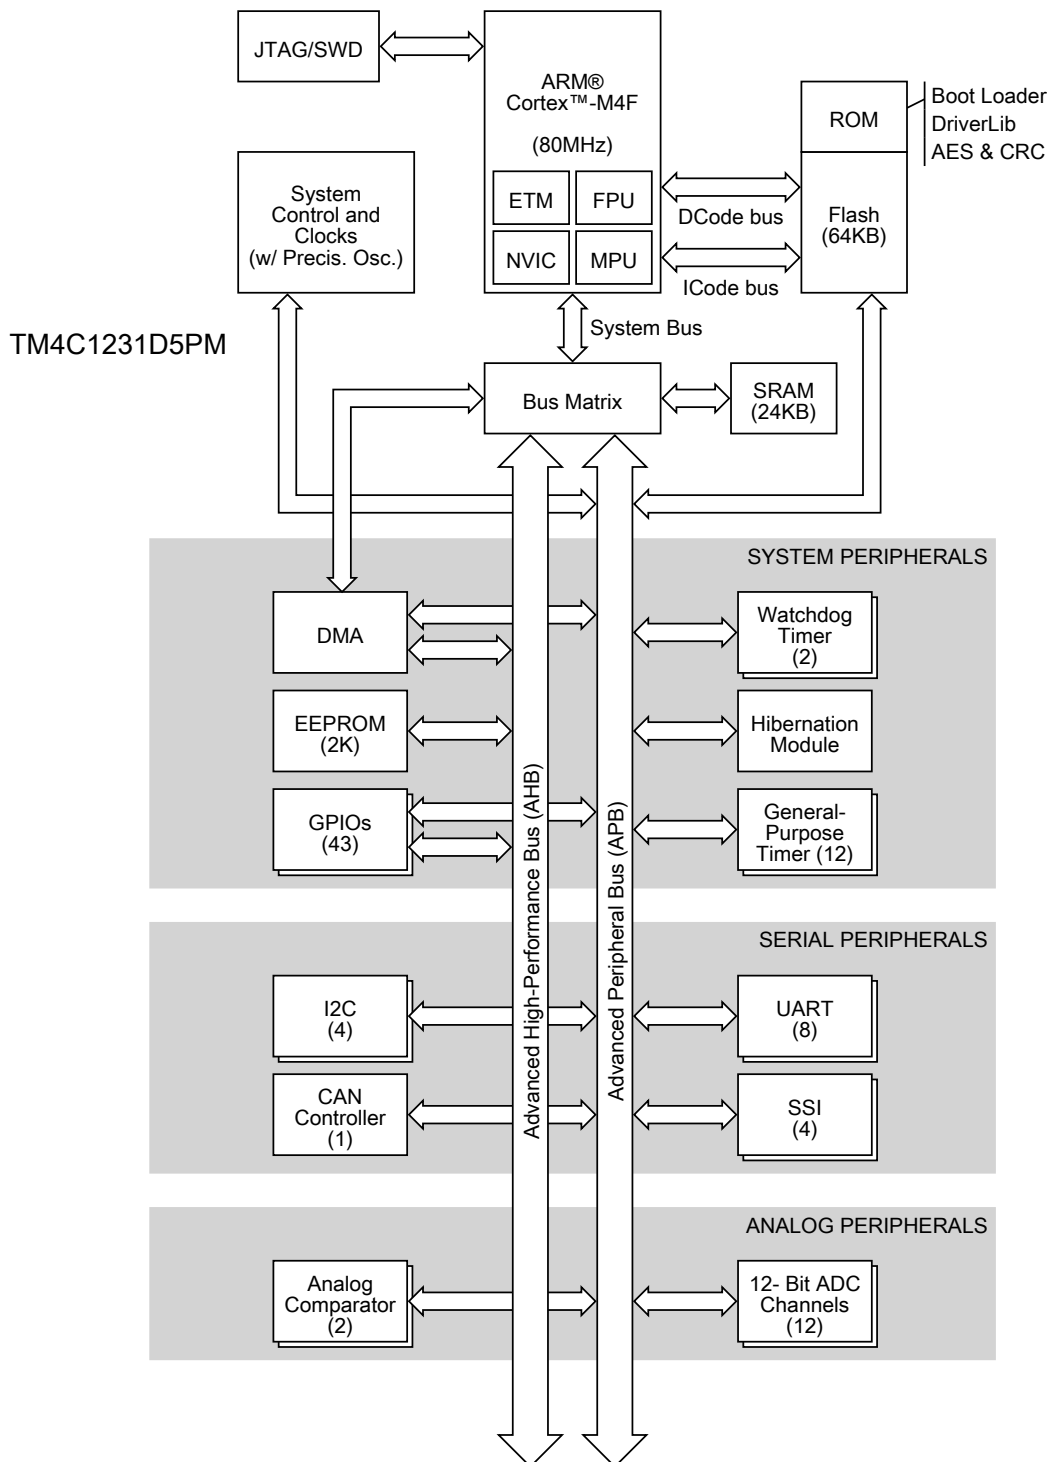 JTAG/SWD
ARM®
Cortex™-M4F
(80MHz)
ETM
FPU
NVIC
MPU
ROM
Boot Loader
DriverLib
AES & CRC
Flash
(64KB)
System
Control and
Clocks
(w/ Precis. Osc.)
DCode bus
ICode bus
System Bus
TM4C1231D5PM
Bus Matrix
SRAM
(24KB)
SYSTEM PERIPHERALS
DMA
Watchdog
Timer
(2)
EEPROM
(2K)
Hibernation
Module
GPIOs
(43)
General-
Purpose
Timer (12)
Advanced High-Performance Bus (AHB)
Advanced Peripheral Bus (APB)
SERIAL PERIPHERALS
I2C
(4)
UART
(8)
CAN
Controller
(1)
SSI
(4)
ANALOG PERIPHERALS
Analog
Comparator
(2)
12- Bit ADC
Channels
(12)